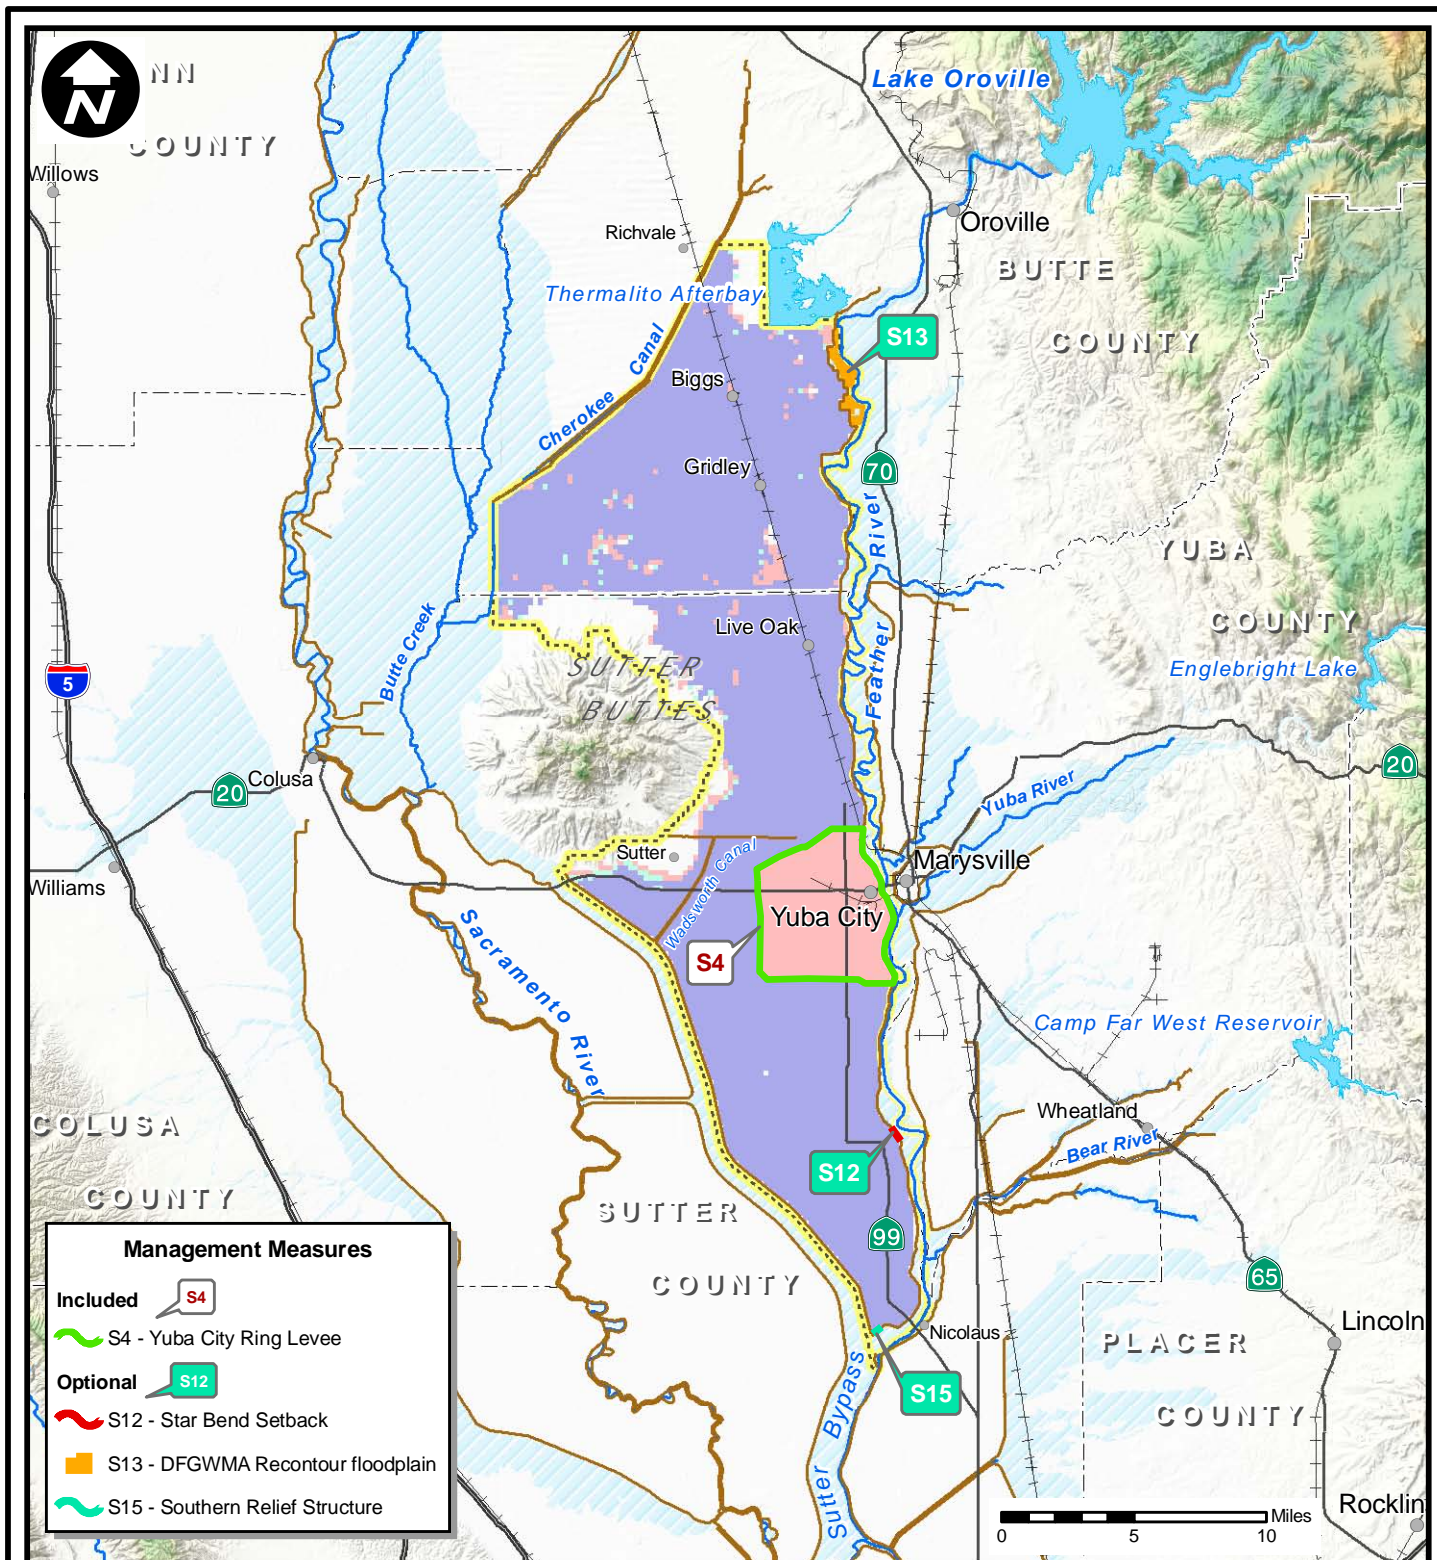 N
NN
COUNTY
Willows
Lake Oroville
Oroville
Richvale
BUTTE
COUNTY
Thermalito Afterbay
S13
Cherokee Canal
Biggs
Gridley
70
Feather River
YUBA
COUNTY
Englebright Lake
Live Oak
Butte Creek
SUTTER
BUTTES
5
20
Colusa
20
Yuba River
Sutter
Wadsworth Canal
Marysville
Williams
Yuba City
S4
Sacramento River
Camp Far West Reservoir
COLUSA
COUNTY
Wheatland
Bear River
S12
SUTTER
COUNTY
99
65
Nicolaus
Lincoln
PLACER
COUNTY
S15
Sutter Bypass
Rocklin
Management Measures
Included
S4
S4 - Yuba City Ring Levee
Optional
S12
S12 - Star Bend Setback
S13 - DFGWMA Recontour floodplain
S15 - Southern Relief Structure
Miles
0 5 10